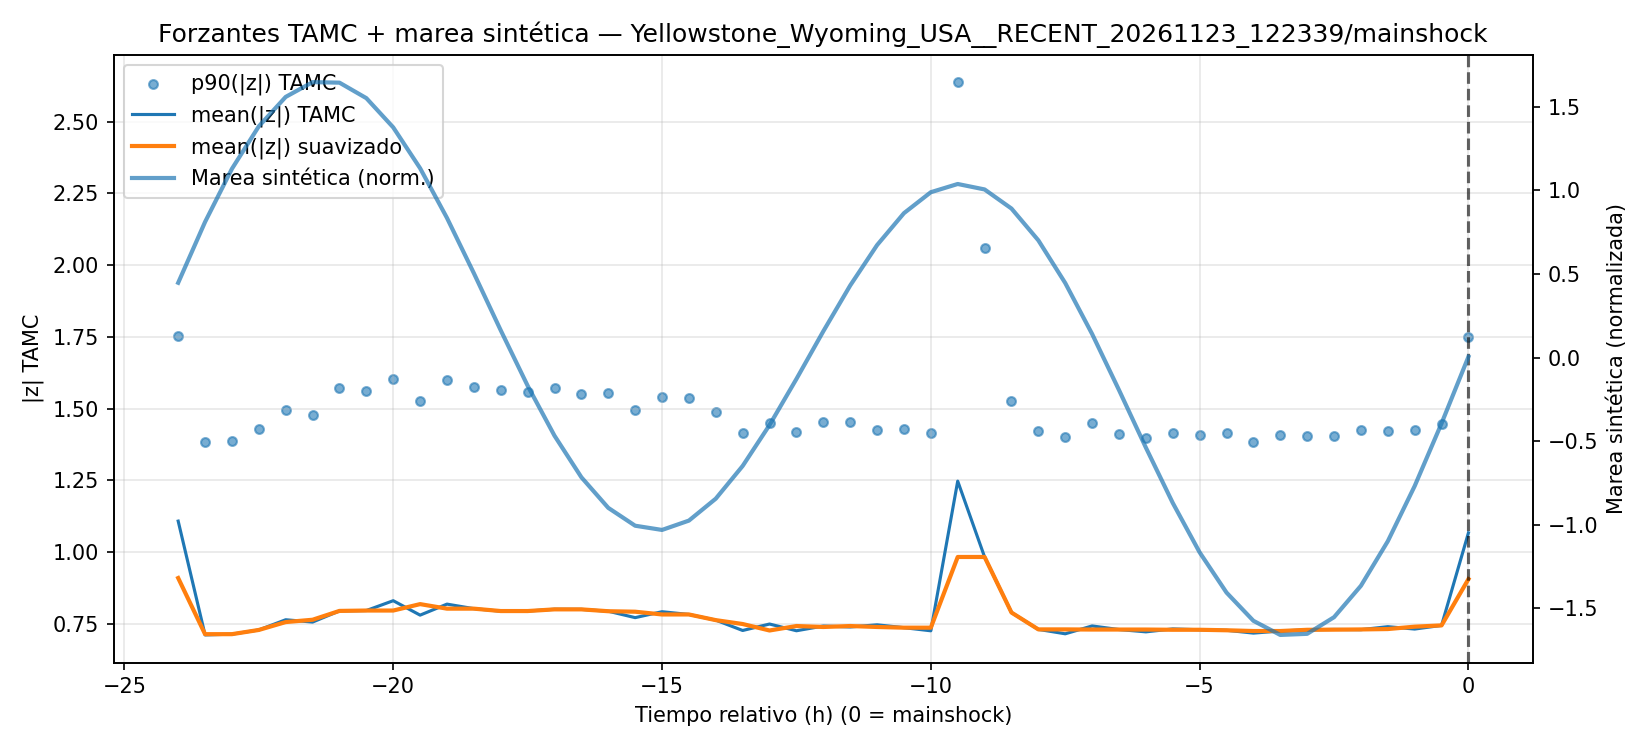 Forzantes TAMC + marea sintética — Yellowstone_Wyoming_USA__RECENT_20261123_122339/mainshock
p90(|z|) TAMC
mean(|z|) TAMC
mean(|z|) suavizado
Marea sintética (norm.)
|z| TAMC
2.50
2.25
2.00
1.75
1.50
1.25
1.00
0.75
1.5
1.0
0.5
0.0
−0.5
−1.0
−1.5
Marea sintética (normalizada)
−25 −20 −15 −10 −5 0
Tiempo relativo (h) (0 = mainshock)